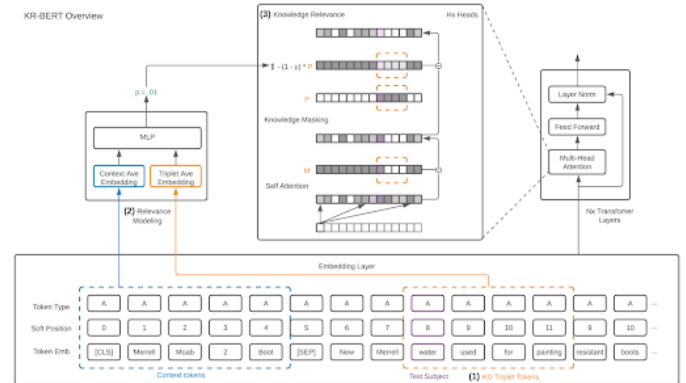 KR-BERT Overview
(3) Knowledge Relevance
Hx Heads
1 - (1 - p) * P
P
Knowledge Masking
M
Self Attention
p = .01
MLP
Context Ave
Embedding
Triplet Ave
Embedding
(2) Relevance
Modeling
Layer Norm
Feed Forward
Multi-Head
Attention
Nx Transfomer
Layers
Embedding Layer
Token Type A A A A A A A A A A A A A A ...
Soft Position 0 1 2 3 4 5 6 7 8 9 10 11 9 10 ...
Token Emb [CLS] Merrell Moab 2 Boot [SEP] New Merrell water used for painting resistant boots ...
Context tokens
Text Subject
(1) KG Triplet Tokens